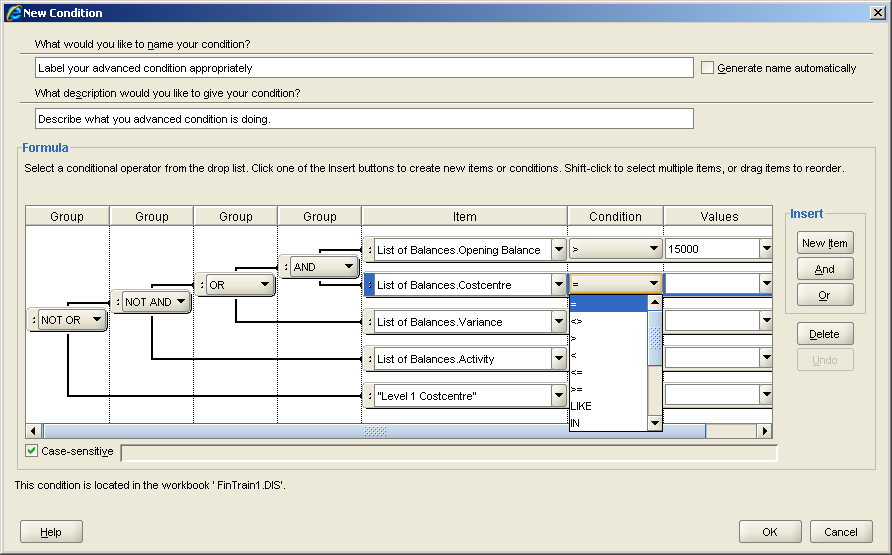 New Condition
What would you like to name your condition?
Label your advanced condition appropriately
Generate name automatically
What description would you like to give your condition?
Describe what you advanced condition is doing.
Formula
Select a conditional operator from the drop list. Click one of the Insert buttons to create new items or conditions. Shift-click to select multiple items, or drag items to reorder.
Group Group Group Group Item Condition Values
Insert
List of Balances.Opening Balance > 15000
New Item
AND
And
OR
List of Balances.Costcentre =
Or
NOT AND
=
<>
NOT OR
List of Balances.Variance
>
Delete
<
List of Balances.Activity
Undo
<=
>=
"Level 1 Costcentre"
LIKE
IN
Case-sensitive
This condition is located in the workbook ' FinTrain1.DIS'.
Help
OK
Cancel